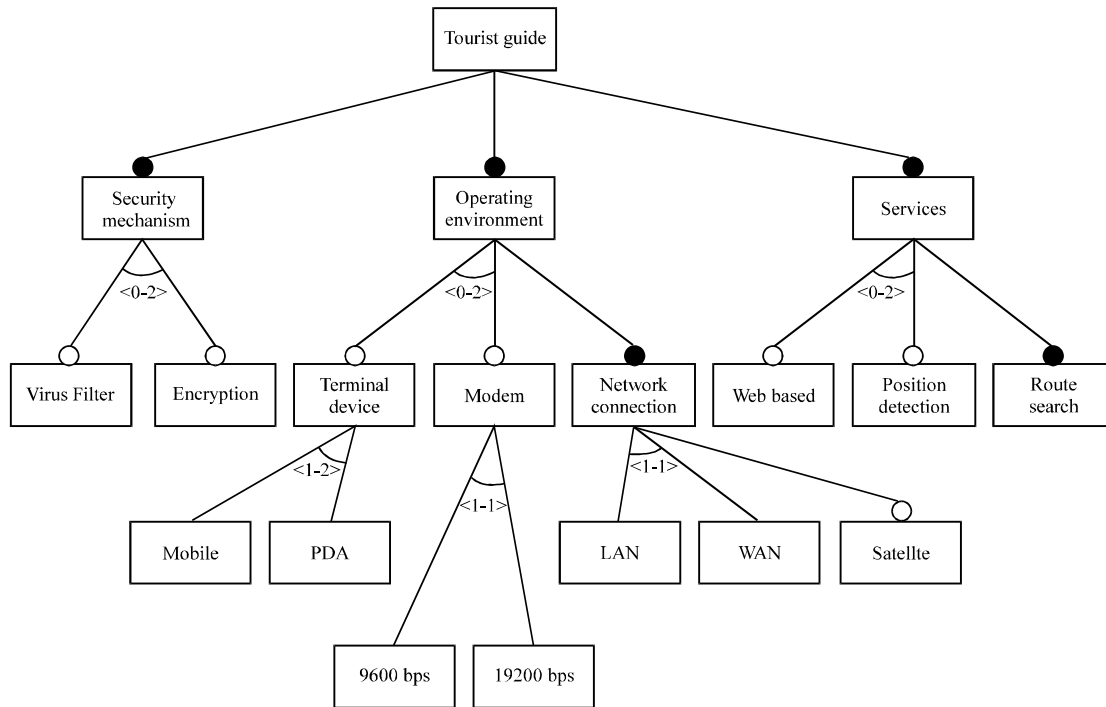 Tourist guide
Security
mechanism
Operating
environment
Services
<0-2>
<0-2>
<0-2>
Virus Filter
Encryption
Terminal
device
Modem
Network
connection
Web based
Position
detection
Route
search
<1-2>
<1-1>
<1-1>
Mobile
PDA
LAN
WAN
Satellte
9600 bps
19200 bps